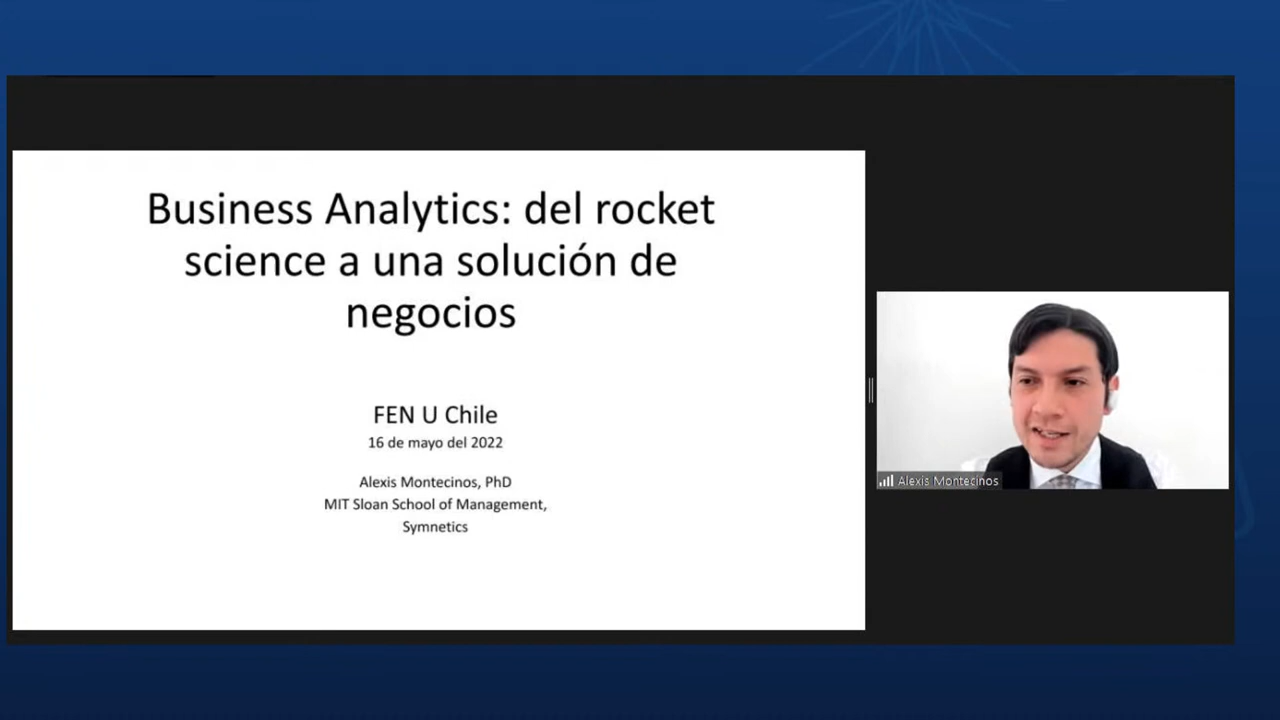 Business Analytics: del rocket
science a una solución de
negocios
FEN U Chile
16 de mayo del 2022
Alexis Montecinos, PhD
MIT Sloan School of Management,
Symnetics
Alexis Montecinos